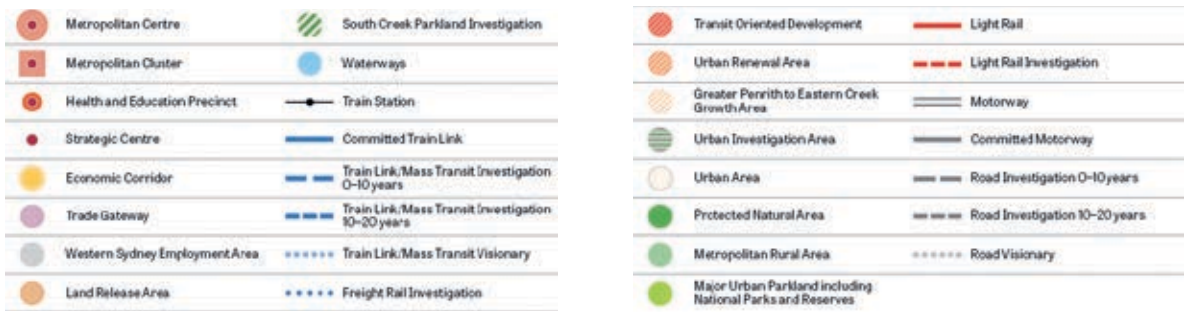 Metropolitan Centre
Metropolitan Cluster
Health and Education Precinct
Strategic Centre
Economic Corridor
Trade Gateway
Western Sydney Employment Area
Land Release Area
South Creek Parkland Investigation
Waterways
Train Station
Committed Train Link
Train Link/Mass Transit Investigation
0–10 years
Train Link/Mass Transit Investigation
10–20 years
Train Link/Mass Transit Visionary
Freight Rail Investigation
Transit Oriented Development
Urban Renewal Area
Greater Penrith to Eastern Creek
Growth Area
Urban Investigation Area
Urban Area
Protected Natural Area
Metropolitan Rural Area
Major Urban Parkland including
National Parks and Reserves
Light Rail
Light Rail Investigation
Motorway
Committed Motorway
Road Investigation 0–10 years
Road Investigation 10–20 years
Road Visionary